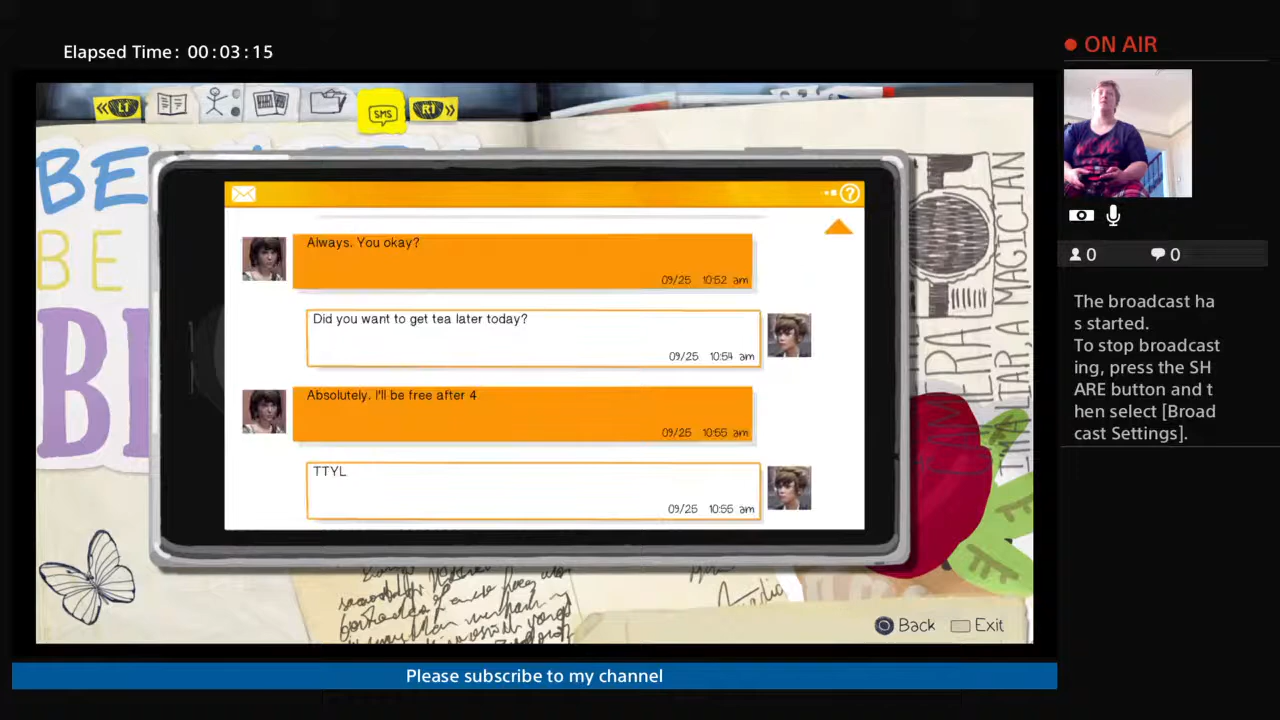 Elapsed Time: 00:03:15
ON AIR
L1
SMS
R1
BE
BE
?
Always. You okay?
09/25 10:52 am
Did you want to get tea later today?
09/25 10:54 am
Absolutely. I'll be free after 4
09/25 10:55 am
TTYL
09/25 10:55 am
A MAGICIAN
Back
Exit
0
0
The broadcast ha
s started.
To stop broadcast
ing, press the SH
ARE button and t
hen select [Broad
cast Settings].
Please subscribe to my channel